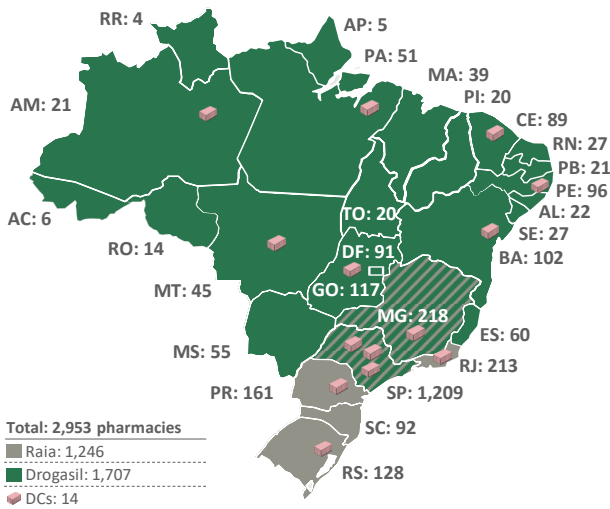 RR: 4
AP: 5
PA: 51
MA: 39
PI: 20
CE: 89
AM: 21
RN: 27
PB: 21
PE: 96
AL: 22
SE: 27
BA: 102
AC: 6
TO: 20
RO: 14
DF: 91
MT: 45
GO: 117
MG: 218
ES: 60
MS: 55
RJ: 213
PR: 161
SP: 1,209
SC: 92
RS: 128
Total: 2,953 pharmacies
Raia: 1,246
Drogasil: 1,707
DCs: 14